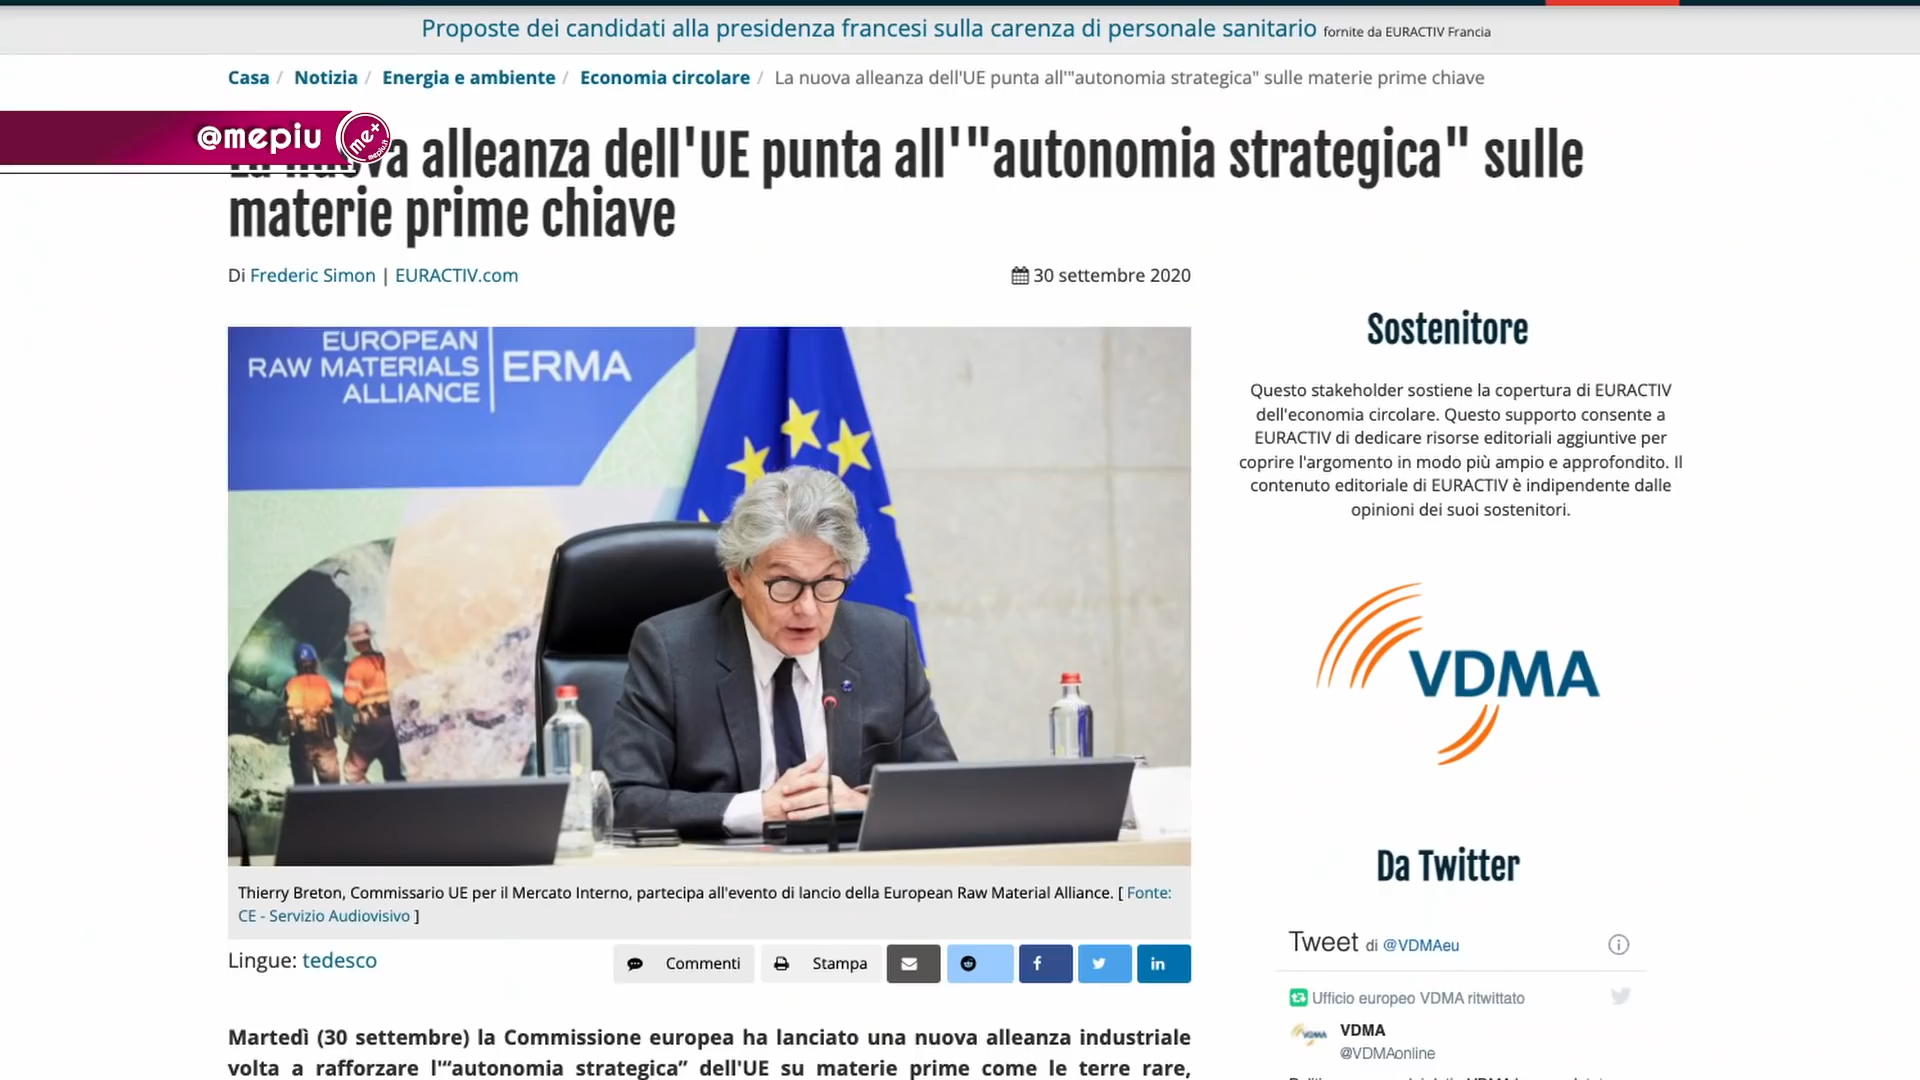 Proposte dei candidati alla presidenza francesi sulla carenza di personale sanitario fornite da EURACTIV Francia
Casa / Notizia / Energia e ambiente / Economia circolare / La nuova alleanza dell'UE punta all'"autonomia strategica" sulle materie prime chiave
@mepiu
me+
mepiu.it
La nuova alleanza dell'UE punta all'"autonomia strategica" sulle
materie prime chiave
Di Frederic Simon | EURACTIV.com
30 settembre 2020
EUROPEAN
RAW MATERIALS
ALLIANCE
ERMA
Thierry Breton, Commissario UE per il Mercato Interno, partecipa all'evento di lancio della European Raw Material Alliance. [ Fonte:
CE - Servizio Audiovisivo ]
Lingue: tedesco
Commenti
Stampa
f
in
Martedì (30 settembre) la Commissione europea ha lanciato una nuova alleanza industriale
volta a rafforzare l'“autonomia strategica” dell'UE su materie prime come le terre rare,
Sostenitore
Questo stakeholder sostiene la copertura di EURACTIV
dell'economia circolare. Questo supporto consente a
EURACTIV di dedicare risorse editoriali aggiuntive per
coprire l'argomento in modo più ampio e approfondito. Il
contenuto editoriale di EURACTIV è indipendente dalle
opinioni dei suoi sostenitori.
VDMA
Da Twitter
Tweet di @VDMAeu
Ufficio europeo VDMA ritwittato
VDMA
VDMA
@VDMAonline